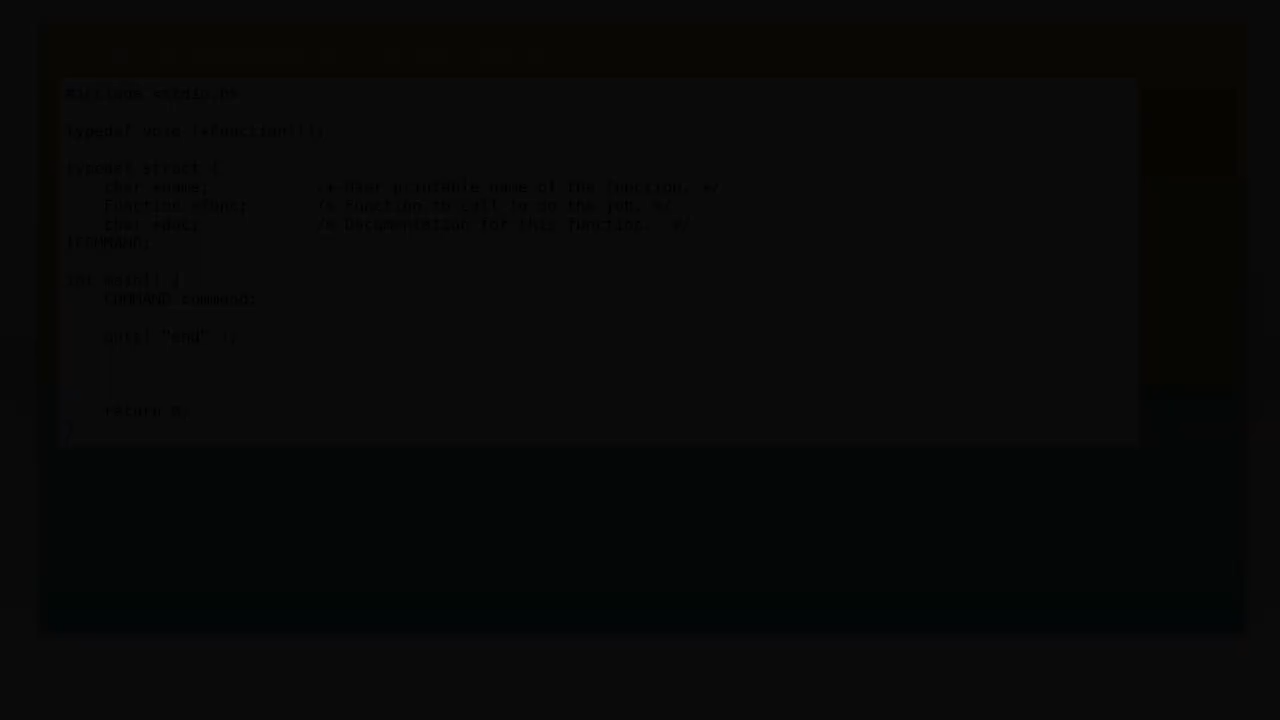 #include <stdio.h>
typedef void (*Function)();
typedef struct {
char *name; /* User printable name of the function. */
Function *func; /* Function to call to do the job. */
char *doc; /* Documentation for this function. */
}COMMAND;
int main() {
COMMAND command;
puts( "end" );
return 0;
}